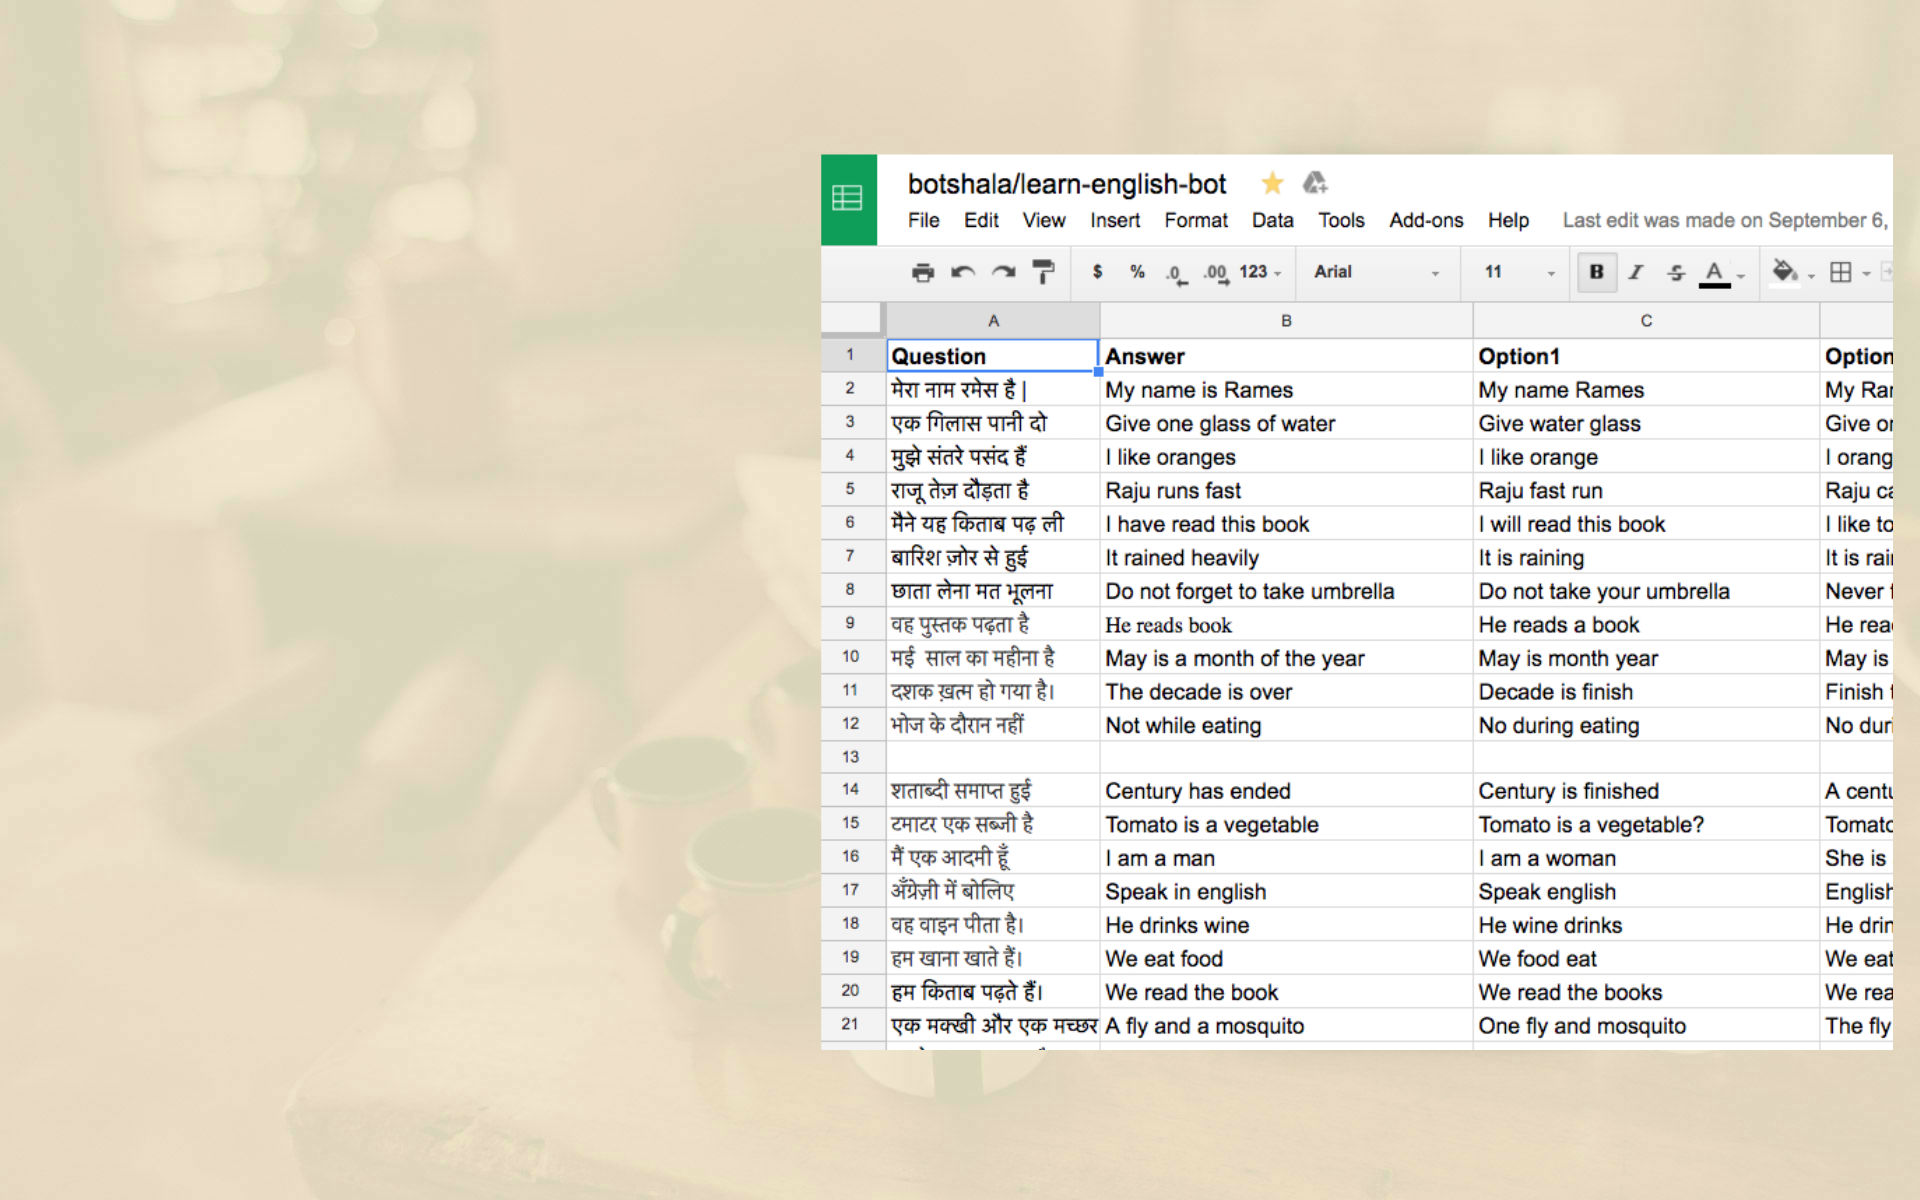 botshala/learn-english-bot
File Edit View Insert Format Data Tools Add-ons Help Last edit was made on September 6,
$ % .0 .00 123 Arial 11 B I S A
A B C
1 Question Answer Option1 Option
2 मेरा नाम रमेस है | My name is Rames My name Rames My Rar
3 एक गिलास पानी दो Give one glass of water Give water glass Give or
4 मुझे संतरे पसंद हैं I like oranges I like orange I orang
5 राजू तेज़ दौड़ता है Raju runs fast Raju fast run Raju ca
6 मैने यह किताब पढ़ ली I have read this book I will read this book I like to
7 बारिश ज़ोर से हुई It rained heavily It is raining It is rai
8 छाता लेना मत भूलना Do not forget to take umbrella Do not take your umbrella Never
9 वह पुस्तक पढ़ता है He reads book He reads a book He rea
10 मई साल का महीना है May is a month of the year May is month year May is
11 दशक ख़त्म हो गया है। The decade is over Decade is finish Finish
12 भोज के दौरान नहीं Not while eating No during eating No duri
13
14 शताब्दी समाप्त हुई Century has ended Century is finished A centu
15 टमाटर एक सब्जी है Tomato is a vegetable Tomato is a vegetable? Tomato
16 मैं एक आदमी हूँ I am a man I am a woman She is
17 अँग्रेज़ी में बोलिए Speak in english Speak english English
18 वह वाइन पीता है। He drinks wine He wine drinks He drin
19 हम खाना खाते हैं। We eat food We food eat We eat
20 हम किताब पढ़ते हैं। We read the book We read the books We rea
21 एक मक्खी और एक मच्छर A fly and a mosquito One fly and mosquito The fly